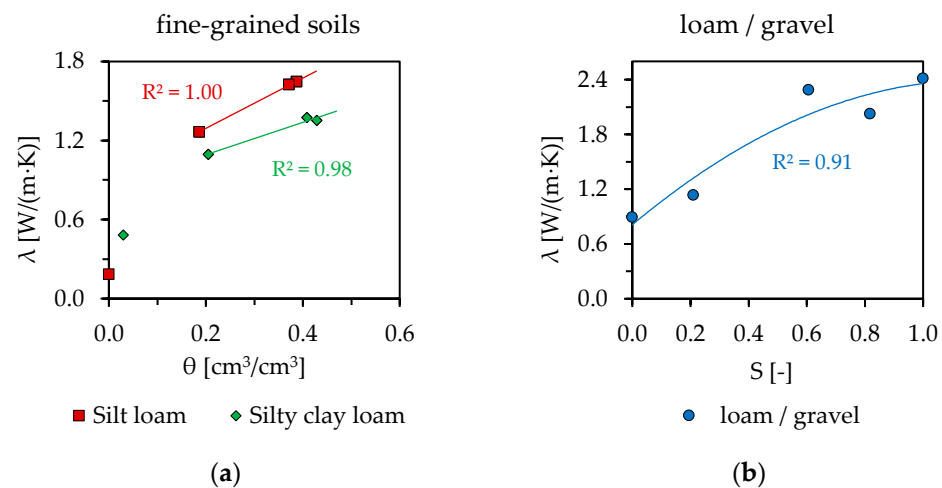 fine-grained soils
λ [W/(m·K)]
1.8
1.2
0.6
0.0
R² = 1.00
R² = 0.98
0.0 0.2 0.4 0.6
θ [cm³/cm³]
Silt loam Silty clay loam
(a)
loam / gravel
λ [W/(m·K)]
2.4
1.8
1.2
0.6
0.0
R² = 0.91
0.0 0.2 0.4 0.6 0.8 1.0
S [-]
loam / gravel
(b)